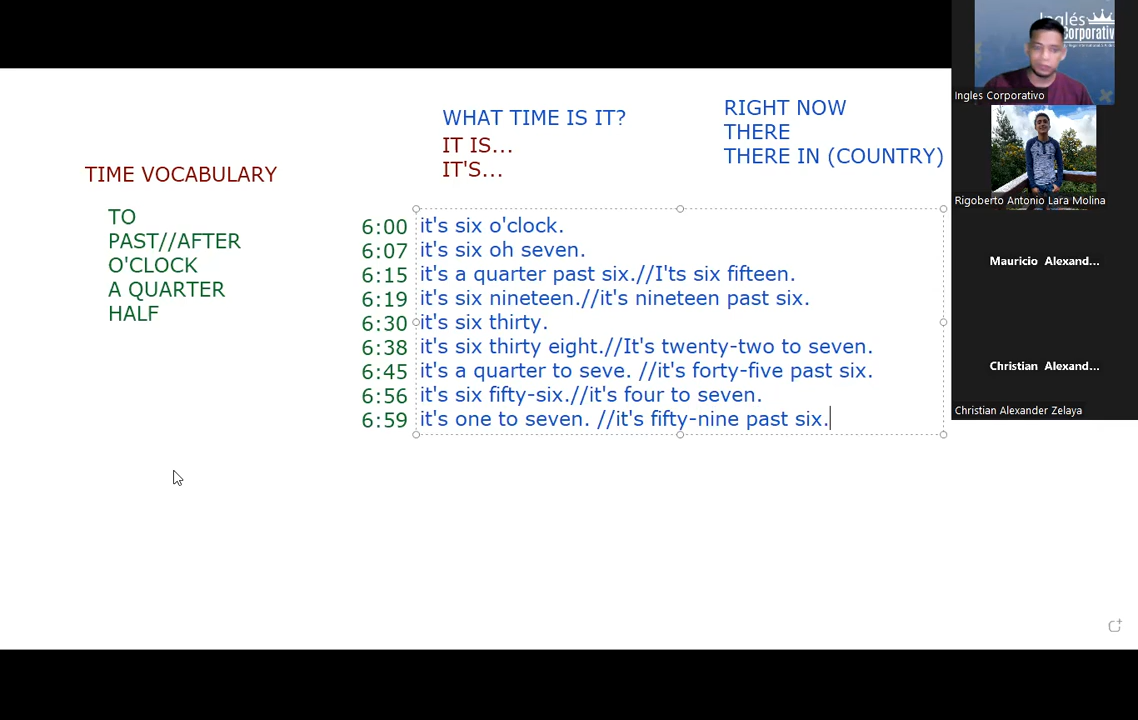 WHAT TIME IS IT?
IT IS...
IT'S...
RIGHT NOW
THERE
THERE IN (COUNTRY)
TIME VOCABULARY
TO
PAST//AFTER
O'CLOCK
A QUARTER
HALF
6:00 it's six o'clock.
6:07 it's six oh seven.
6:15 it's a quarter past six.//I'ts six fifteen.
6:19 it's six nineteen.//it's nineteen past six.
6:30 it's six thirty.
6:38 it's six thirty eight.//It's twenty-two to seven.
6:45 it's a quarter to seve. //it's forty-five past six.
6:56 it's six fifty-six.//it's four to seven.
6:59 it's one to seven. //it's fifty-nine past six.
Inglés
Corporativ
Ingles Corporativo
Rigoberto Antonio Lara Molina
Mauricio Alexand...
Christian Alexand...
Christian Alexander Zelaya